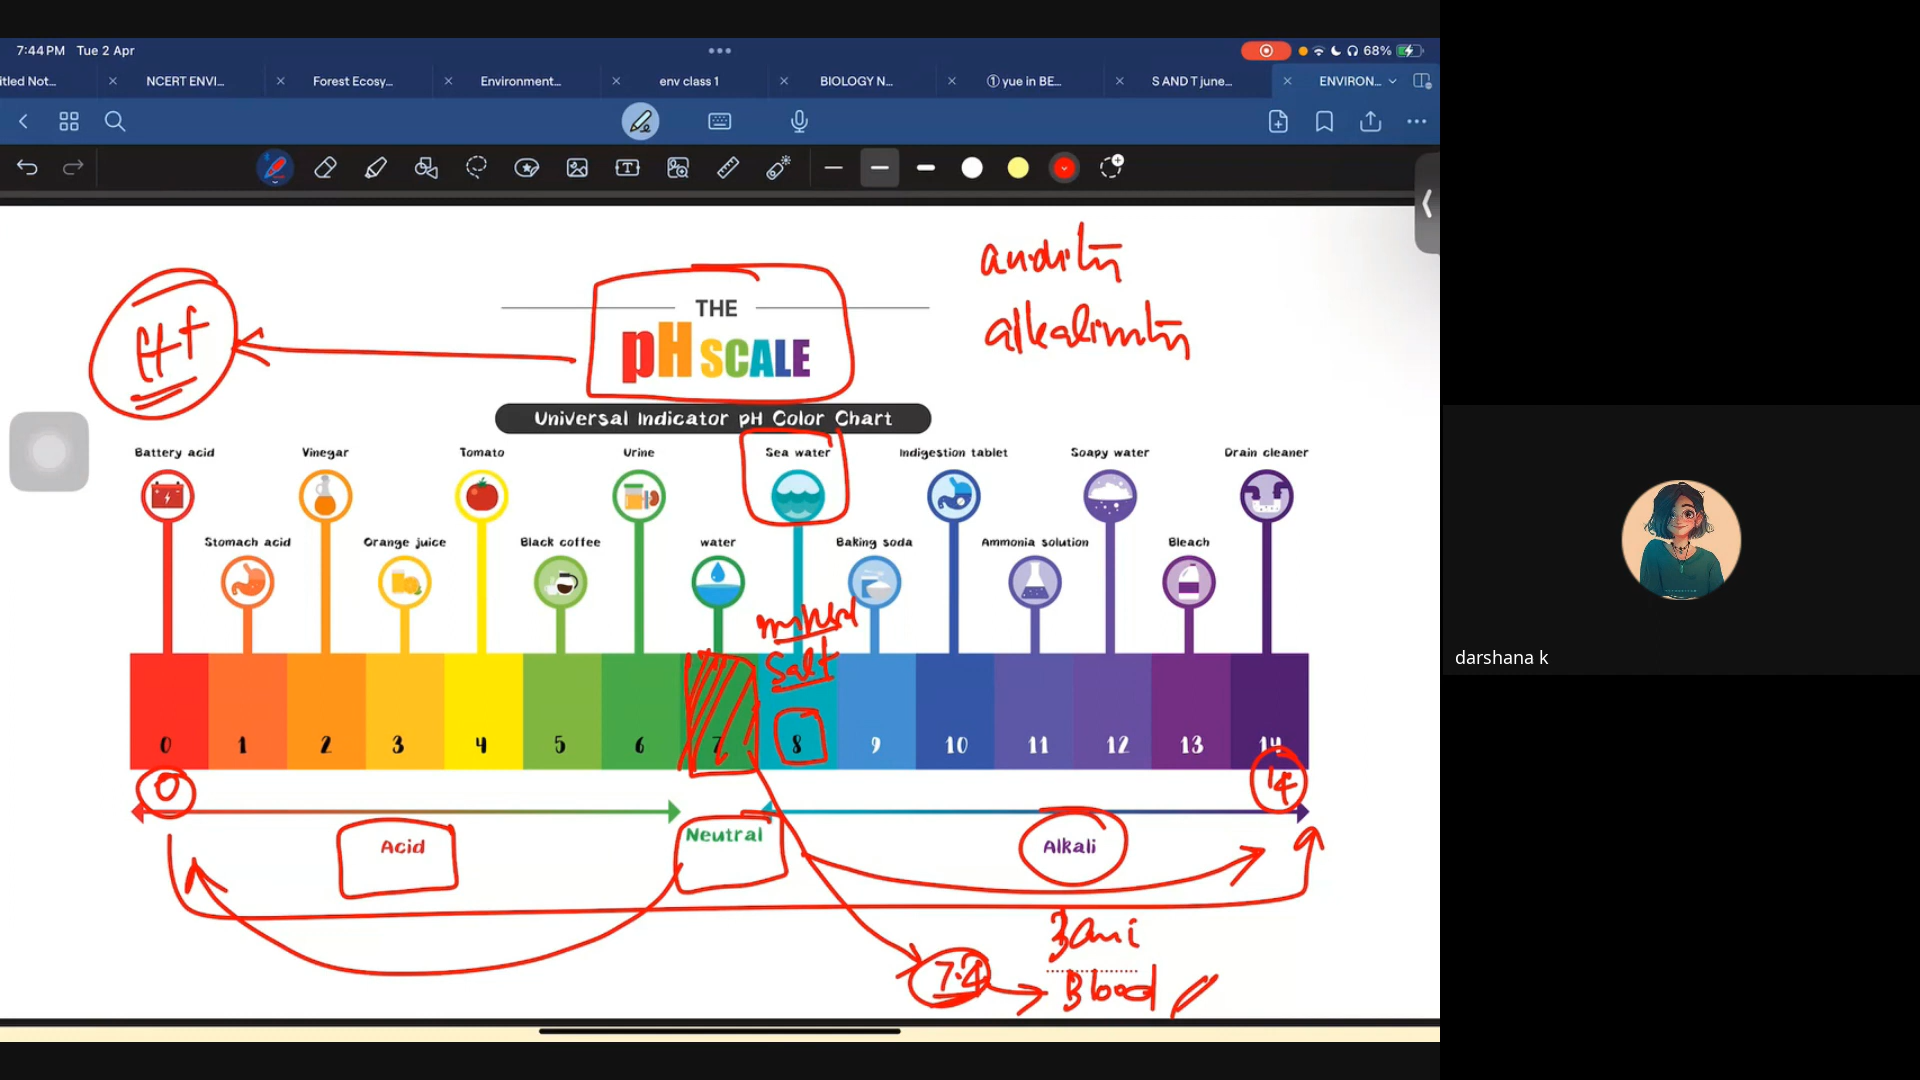 7:44 PM Tue 2 Apr
68%
itled Not...
NCERT ENVI...
Forest Ecosy...
Environment...
env class 1
BIOLOGY N...
① yue in BE...
S AND T june...
ENVIRON...
acidity
alkalinity
THE
pH SCALE
Universal Indicator pH Color Chart
Battery acid
Vinegar
Tomato
Urine
Sea water
Indigestion tablet
Soapy water
Drain cleaner
Stomach acid
Orange juice
Black coffee
water
Baking soda
Ammonia solution
Bleach
Salt
0 1 2 3 4 5 6 7 8 9 10 11 12 13 14
0
14
Acid
Neutral
Alkali
7.4
Blood
darshana k